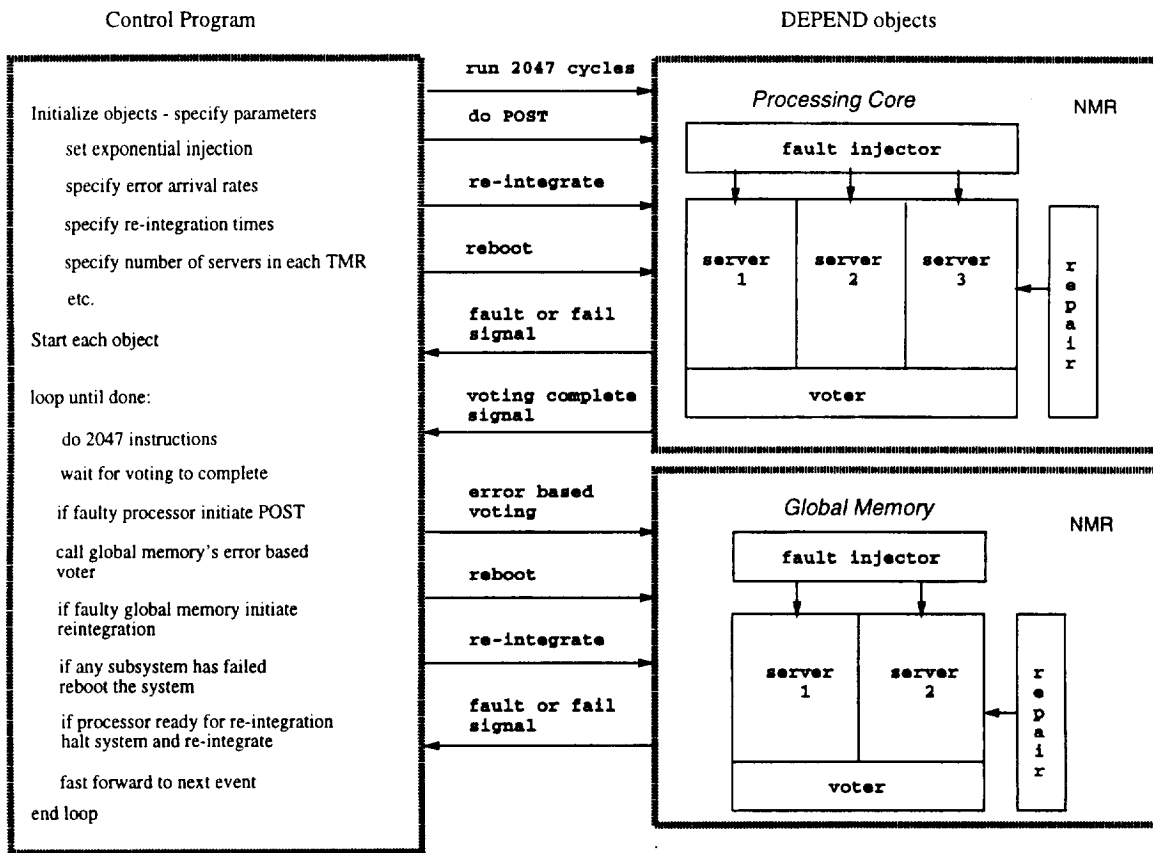 Control Program
DEPEND objects
Initialize objects - specify parameters
set exponential injection
specify error arrival rates
specify re-integration times
specify number of servers in each TMR
etc.
Start each object
loop until done:
do 2047 instructions
wait for voting to complete
if faulty processor initiate POST
call global memory's error based
voter
if faulty global memory initiate
reintegration
if any subsystem has failed
reboot the system
if processor ready for re-integration
halt system and re-integrate
fast forward to next event
end loop
run 2047 cycles
do POST
re-integrate
reboot
fault or fail
signal
voting complete
signal
error based
voting
reboot
re-integrate
fault or fail
signal
Processing Core
NMR
fault injector
server
1
server
2
server
3
voter
repair
Global Memory
NMR
fault injector
server
1
server
2
voter
repair